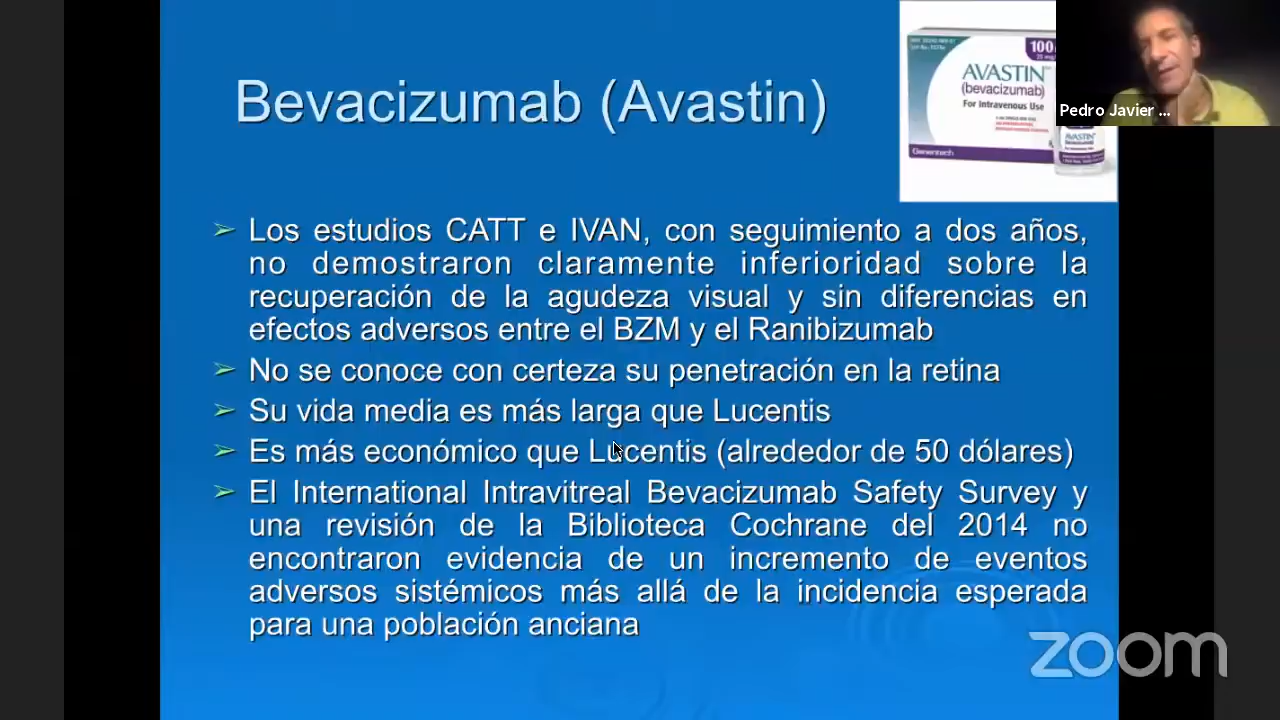 Bevacizumab (Avastin)
100
AVASTIN
(bevacizumab)
For Intravenous Use
Genentech
AVASTIN
Pedro Javier ...
➢ Los estudios CATT e IVAN, con seguimiento a dos años,
no demostraron claramente inferioridad sobre la
recuperación de la agudeza visual y sin diferencias en
efectos adversos entre el BZM y el Ranibizumab
➢ No se conoce con certeza su penetración en la retina
➢ Su vida media es más larga que Lucentis
➢ Es más económico que Lucentis (alrededor de 50 dólares)
➢ El International Intravitreal Bevacizumab Safety Survey y
una revisión de la Biblioteca Cochrane del 2014 no
encontraron evidencia de un incremento de eventos
adversos sistémicos más allá de la incidencia esperada
para una población anciana
zoom